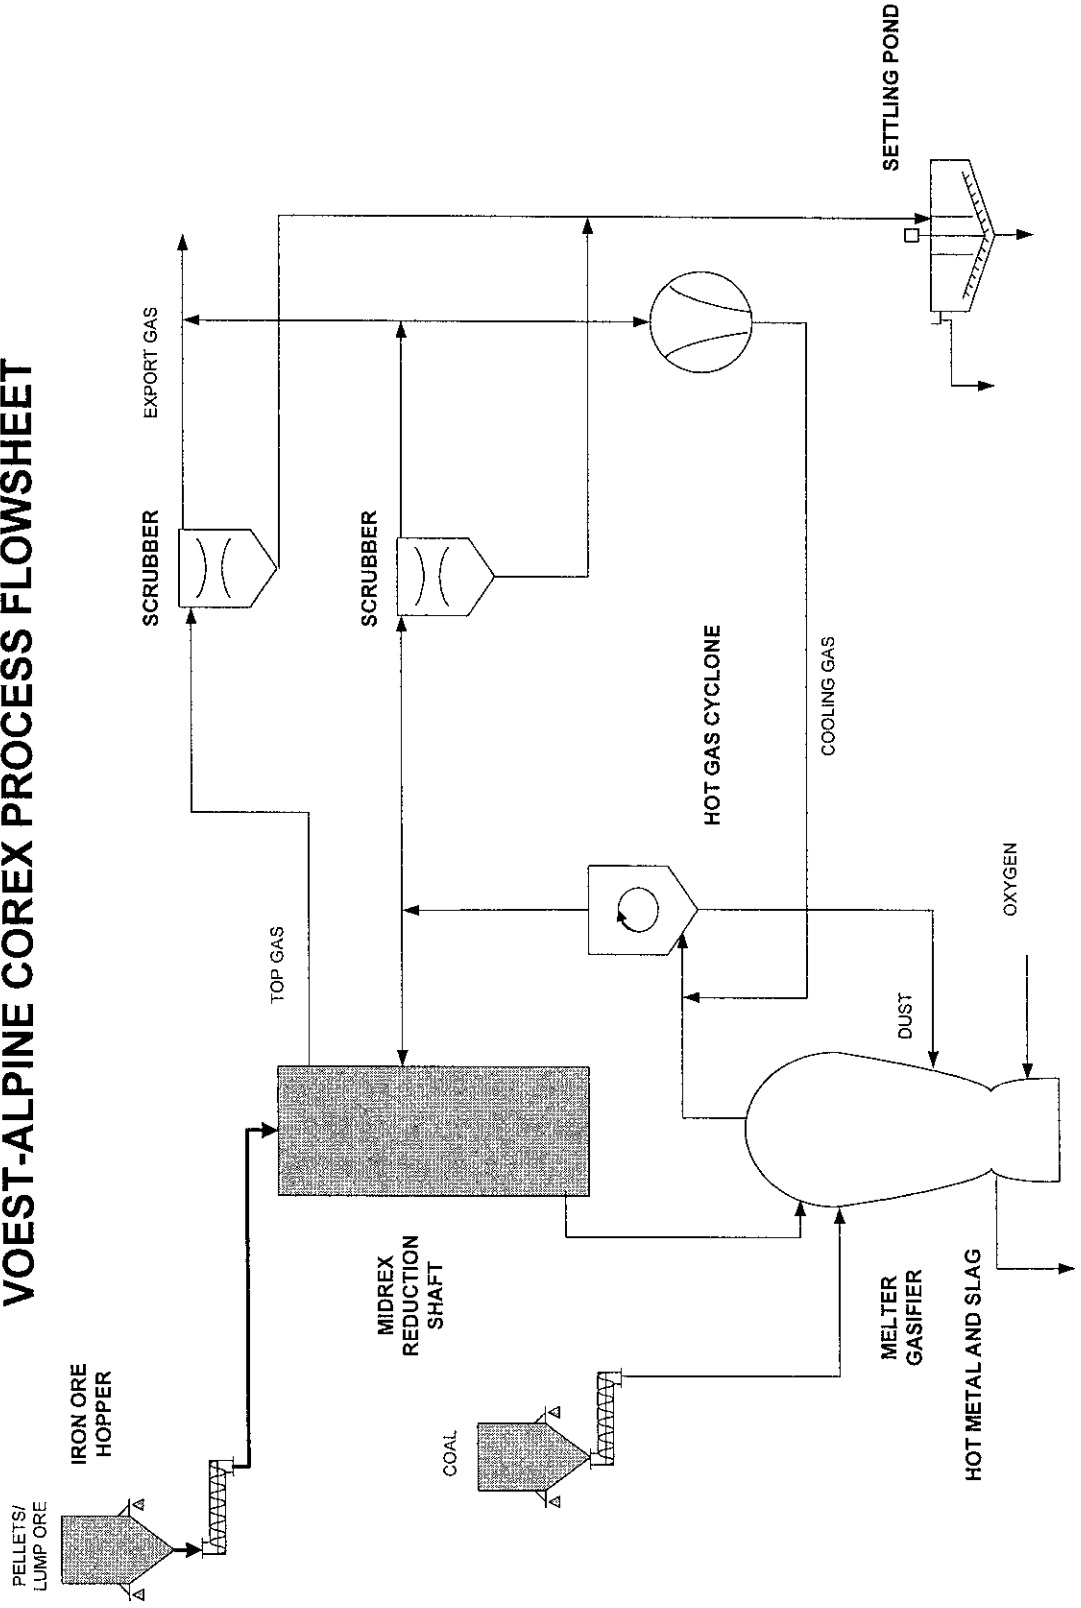 VOEST-ALPINE COREX PROCESS FLOWSHEET
PELLETS/
LUMP ORE
IRON ORE
HOPPER
TOP GAS
SCRUBBER
EXPORT GAS
COAL
MIDREX
REDUCTION
SHAFT
SCRUBBER
HOT GAS CYCLONE
COOLING GAS
MELTER
GASIFIER
DUST
SETTLING POND
HOT METAL AND SLAG
OXYGEN